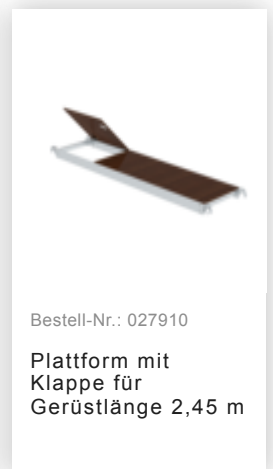 Bestell-Nr.: 027910
Plattform mit
Klappe für
Gerüstlänge 2,45 m